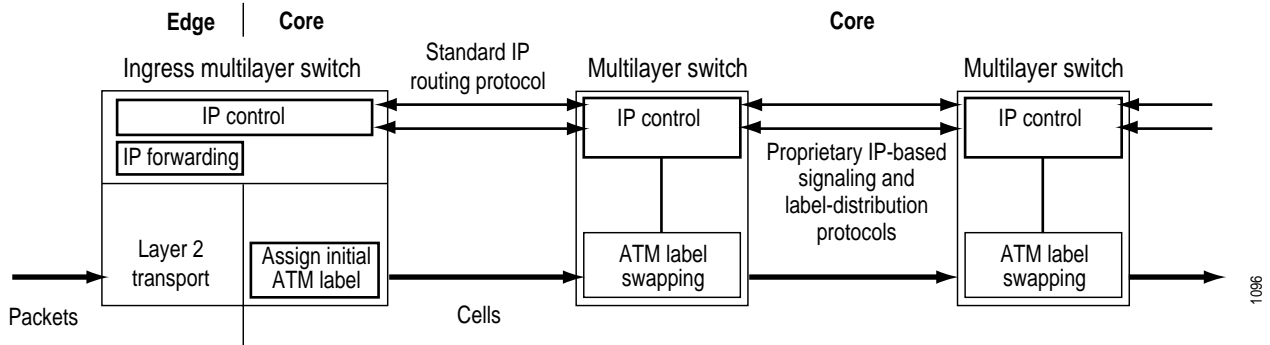 Edge
Core
Core
Ingress multilayer switch
Standard IP
routing protocol
Multilayer switch
Multilayer switch
IP control
IP control
IP control
IP forwarding
Proprietary IP-based
signaling and
label-distribution
protocols
Layer 2
transport
Assign initial
ATM label
ATM label
swapping
ATM label
swapping
Packets
Cells
1096